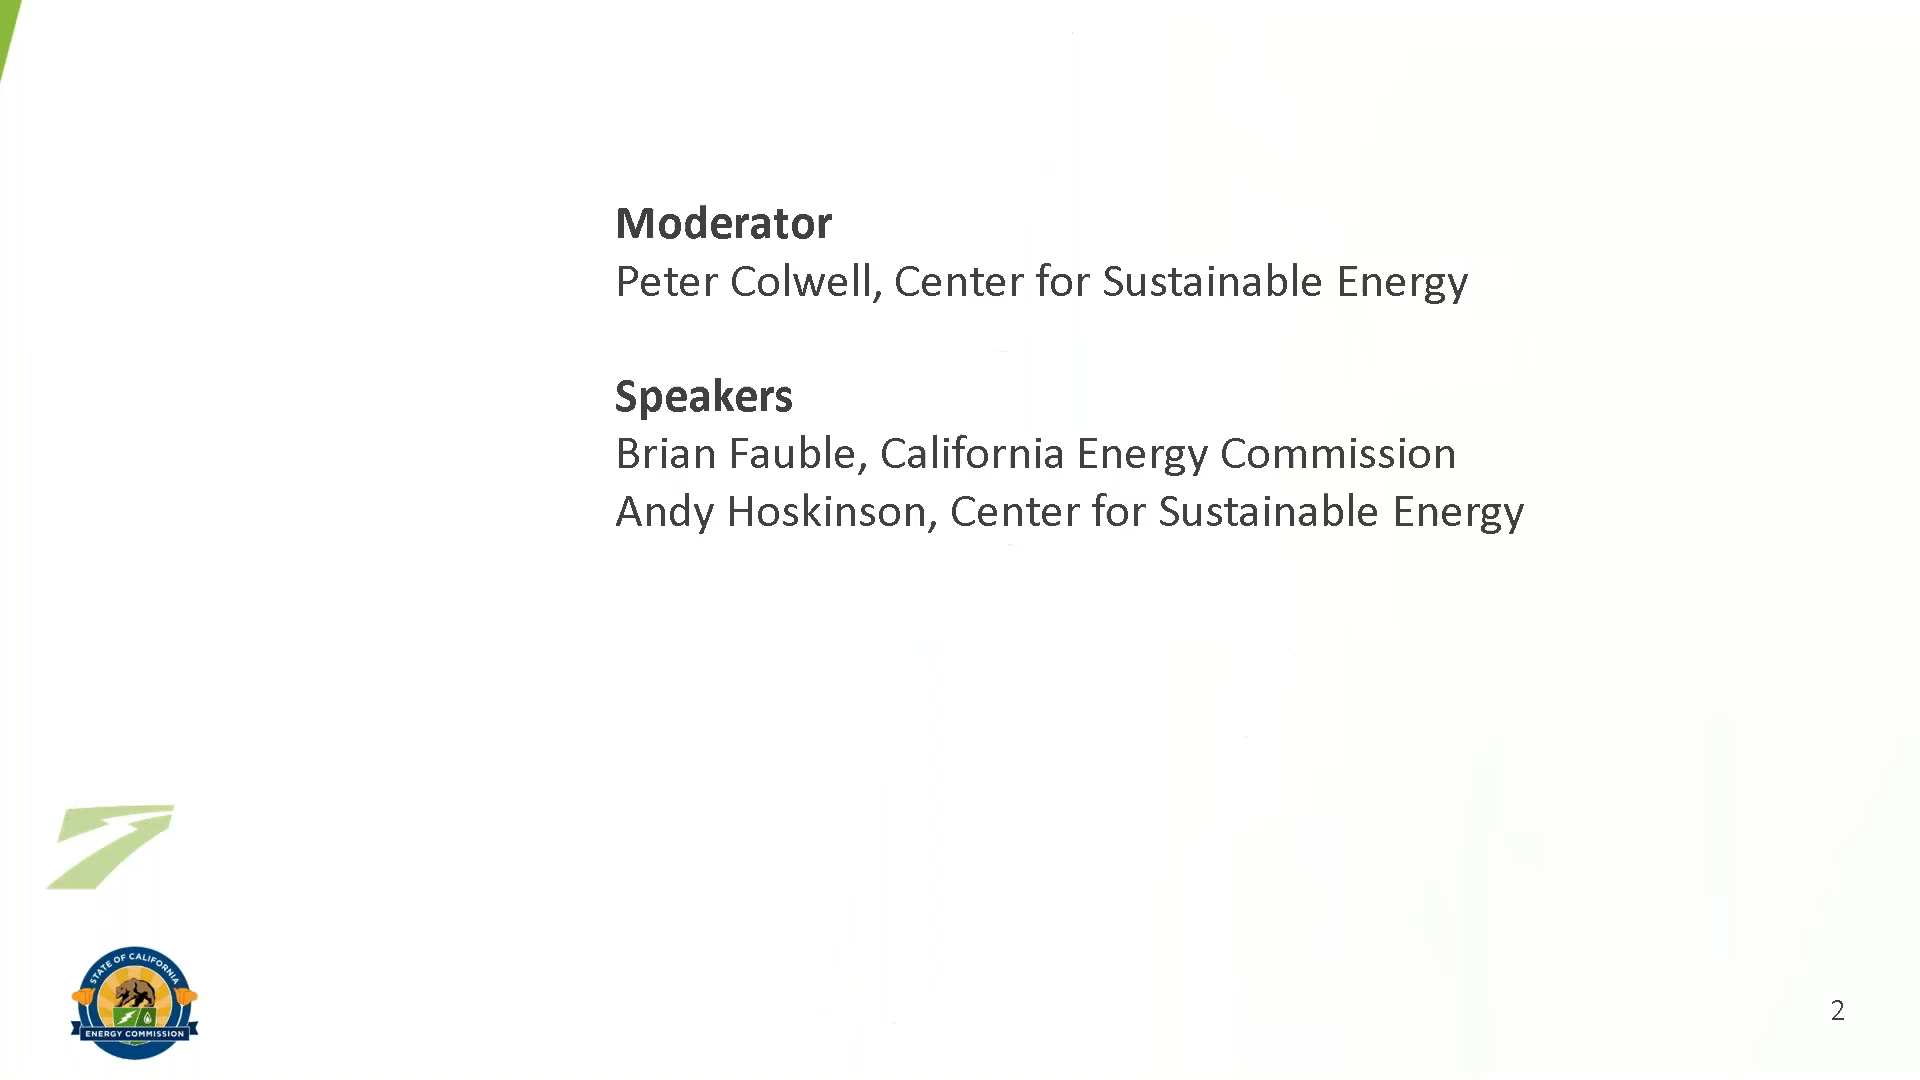 Moderator
Peter Colwell, Center for Sustainable Energy
Speakers
Brian Fauble, California Energy Commission
Andy Hoskinson, Center for Sustainable Energy
STATE OF CALIFORNIA
ENERGY COMMISSION
2